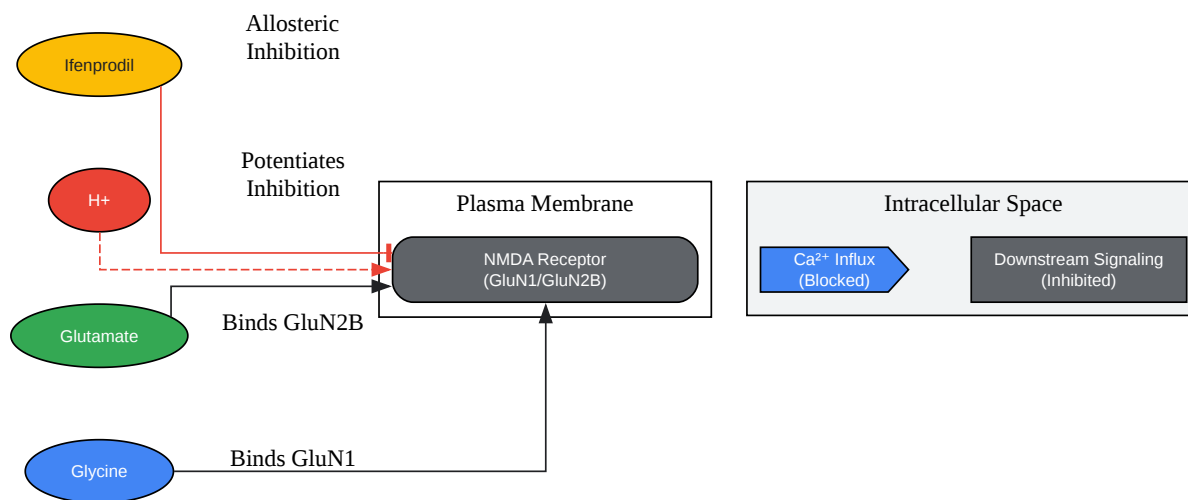 Allosteric
Inhibition
Ifenprodil
Potentiates
Inhibition
H+
Plasma Membrane
NMDA Receptor
(GluN1/GluN2B)
Intracellular Space
Ca²⁺ Influx
(Blocked)
Downstream Signaling
(Inhibited)
Glutamate
Binds GluN2B
Glycine
Binds GluN1